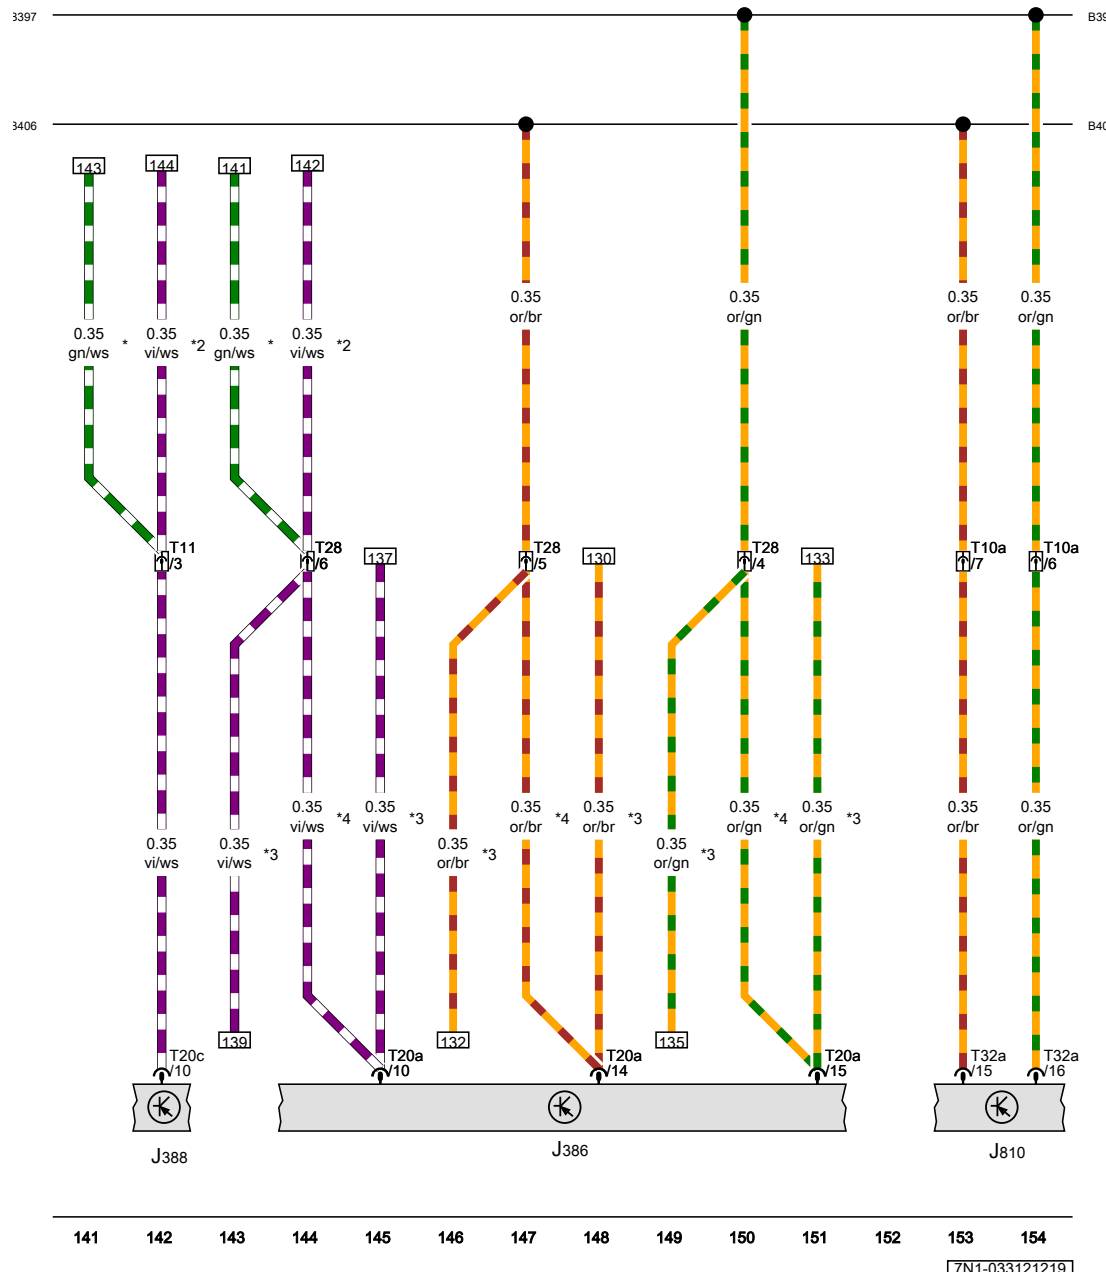 B397 B39
B406 B40
143 144 141 142
0.35 0.35 0.35 0.35
gn/ws * vi/ws *2 gn/ws * vi/ws *2
0.35 0.35 0.35 0.35
or/br or/gn or/br or/gn
T11 T28 T28 T28 T10a T10a
/3 /6 /5 /4 /7 /6
137 130 133
0.35 0.35 0.35 0.35 0.35 0.35 0.35 0.35
vi/ws *4 vi/ws *3 or/br *4 or/br *3 or/gn *4 or/gn *3 or/br or/gn
0.35 0.35 0.35 0.35
vi/ws vi/ws *3 or/br *3 or/gn *3
139 132 135
T20c T20a T20a T20a T32a T32a
/10 /10 /14 /15 /15 /16
J388 J386 J810
141 142 143 144 145 146 147 148 149 150 151 152 153 154
7N1-033121219